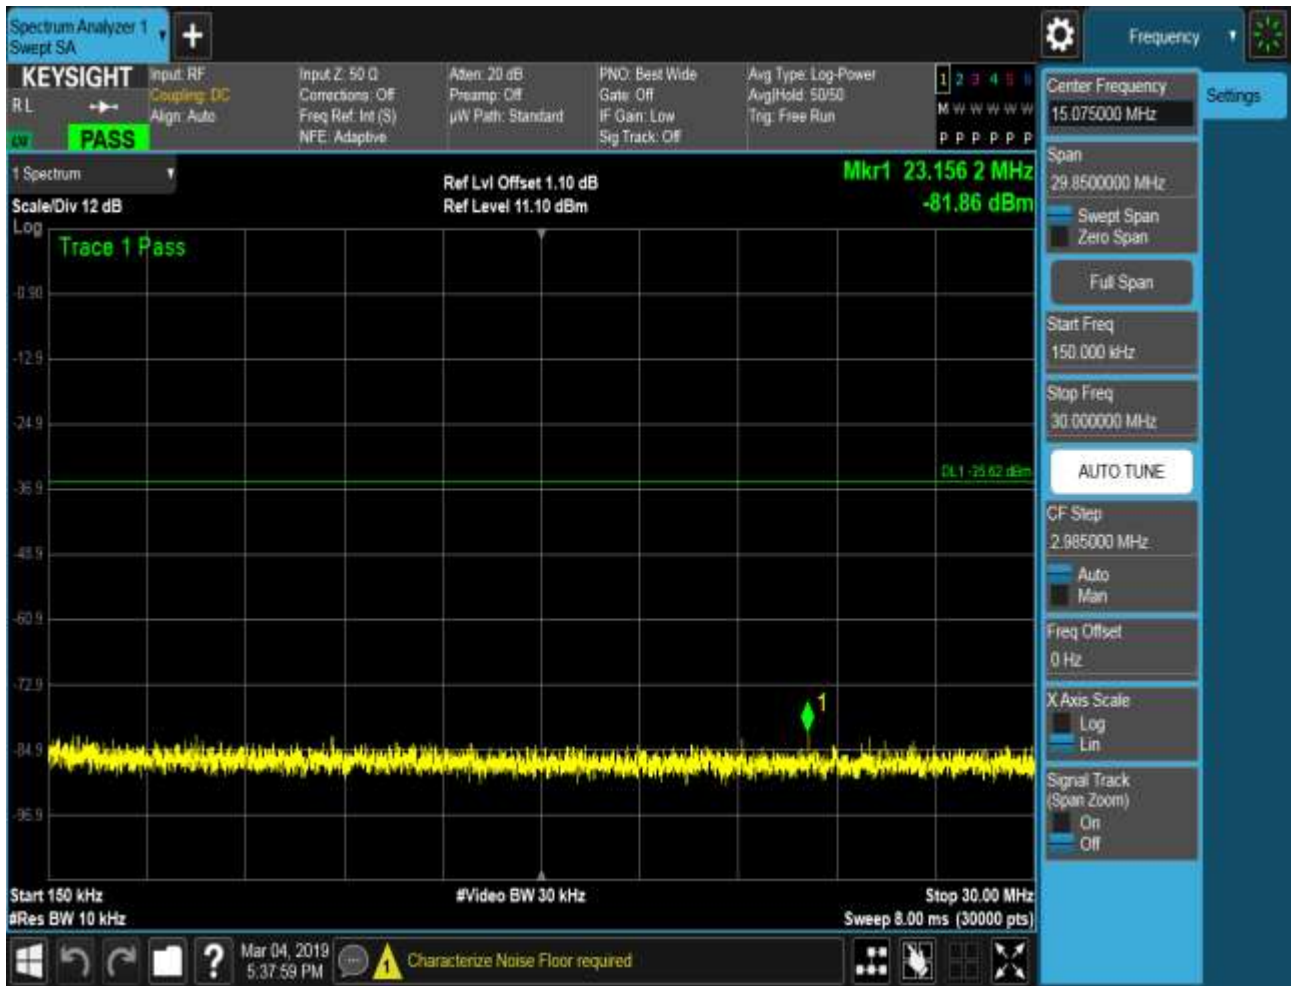 Spectrum Analyzer 1
Swept SA
Frequency
KEYSIGHT
R L
PASS
Input: RF
Coupling: DC
Align: Auto
Input Z: 50 Ω
Corrections: Off
Freq Ref: Int (S)
NFE: Adaptive
Atten: 20 dB
Preamp: Off
µW Path: Standard
PNO: Best Wide
Gate: Off
IF Gain: Low
Sig Track: Off
Avg Type: Log-Power
Avg|Hold: 50/50
Trig: Free Run
1 2 3 4 5 6
M W W W W W
P P P P P P
1 Spectrum
Scale/Div 12 dB
Ref Lvl Offset 1.10 dB
Ref Level 11.10 dBm
Mkr1 23.156 2 MHz
-81.86 dBm
Log
Trace 1 Pass
-0.90
-12.9
-24.9
DL1 -35.62 dBm
-36.9
-48.9
-60.9
-72.9
1
-84.9
-96.9
Start 150 kHz
#Video BW 30 kHz
Stop 30.00 MHz
#Res BW 10 kHz
Sweep 8.00 ms (30000 pts)
Mar 04, 2019
5:37:59 PM
Characterize Noise Floor required
Center Frequency
15.075000 MHz
Settings
Span
29.8500000 MHz
Swept Span
Zero Span
Full Span
Start Freq
150.000 kHz
Stop Freq
30.000000 MHz
AUTO TUNE
CF Step
2.985000 MHz
Auto
Man
Freq Offset
0 Hz
X Axis Scale
Log
Lin
Signal Track
(Span Zoom)
On
Off